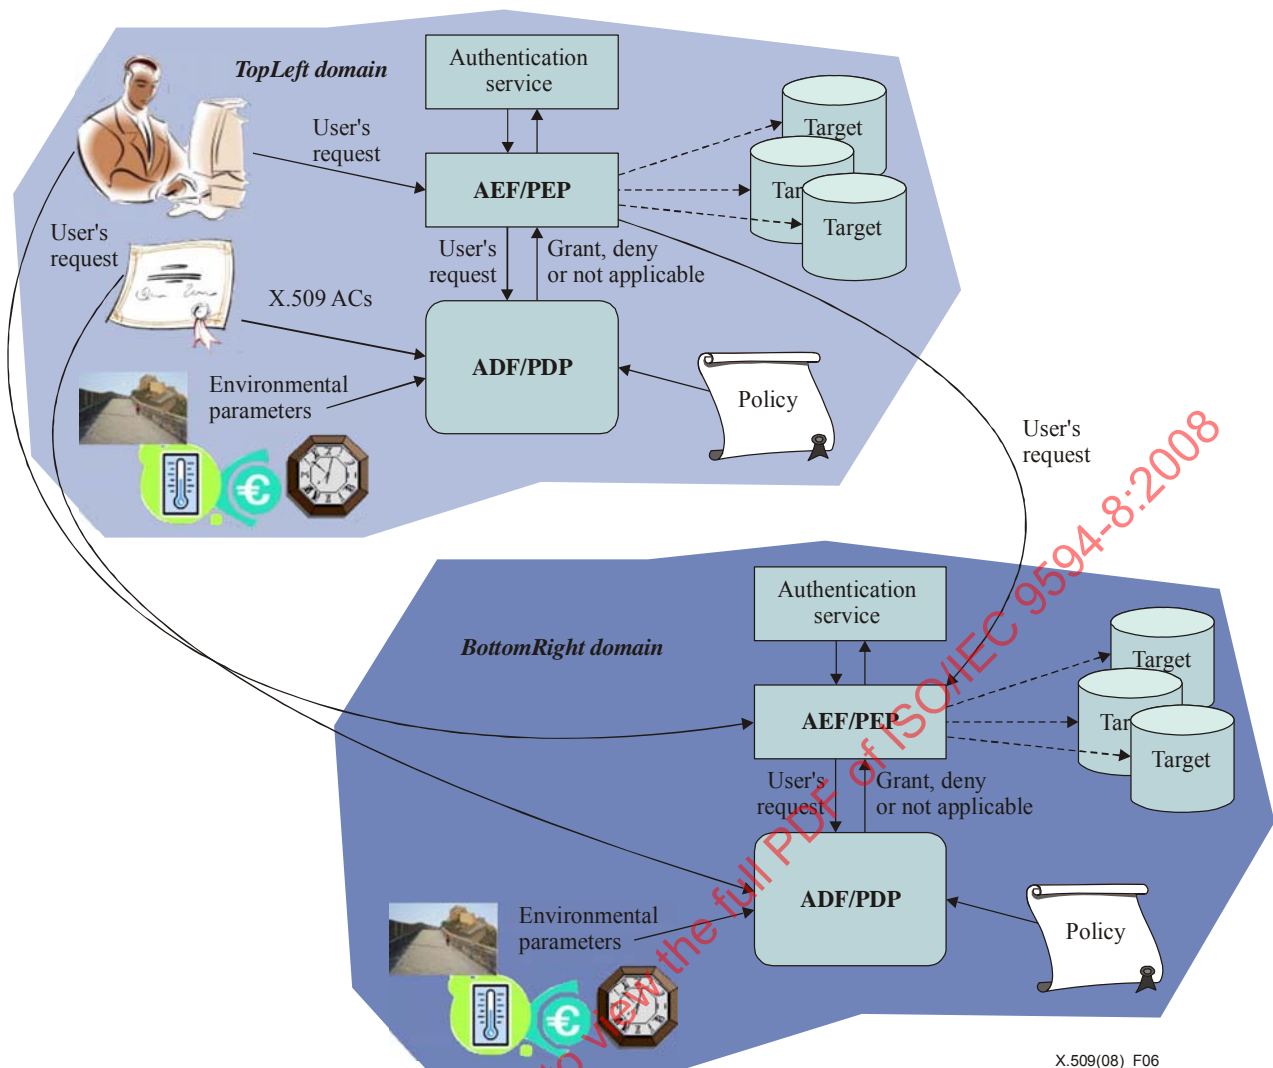 TopLeft domain
Authentication
service
User's
request
AEF/PEP
Target
Tar
Target
User's
request
User's
request
Grant, deny
or not applicable
X.509 ACs
ADF/PDP
Environmental
parameters
Policy
User's
request
BottomRight domain
Authentication
service
AEF/PEP
Target
Tar
Target
User's
request
Grant, deny
or not applicable
ADF/PDP
Environmental
parameters
Policy
to view the full PDF of ISO/IEC 9594-8:2008
X.509(08)_F06